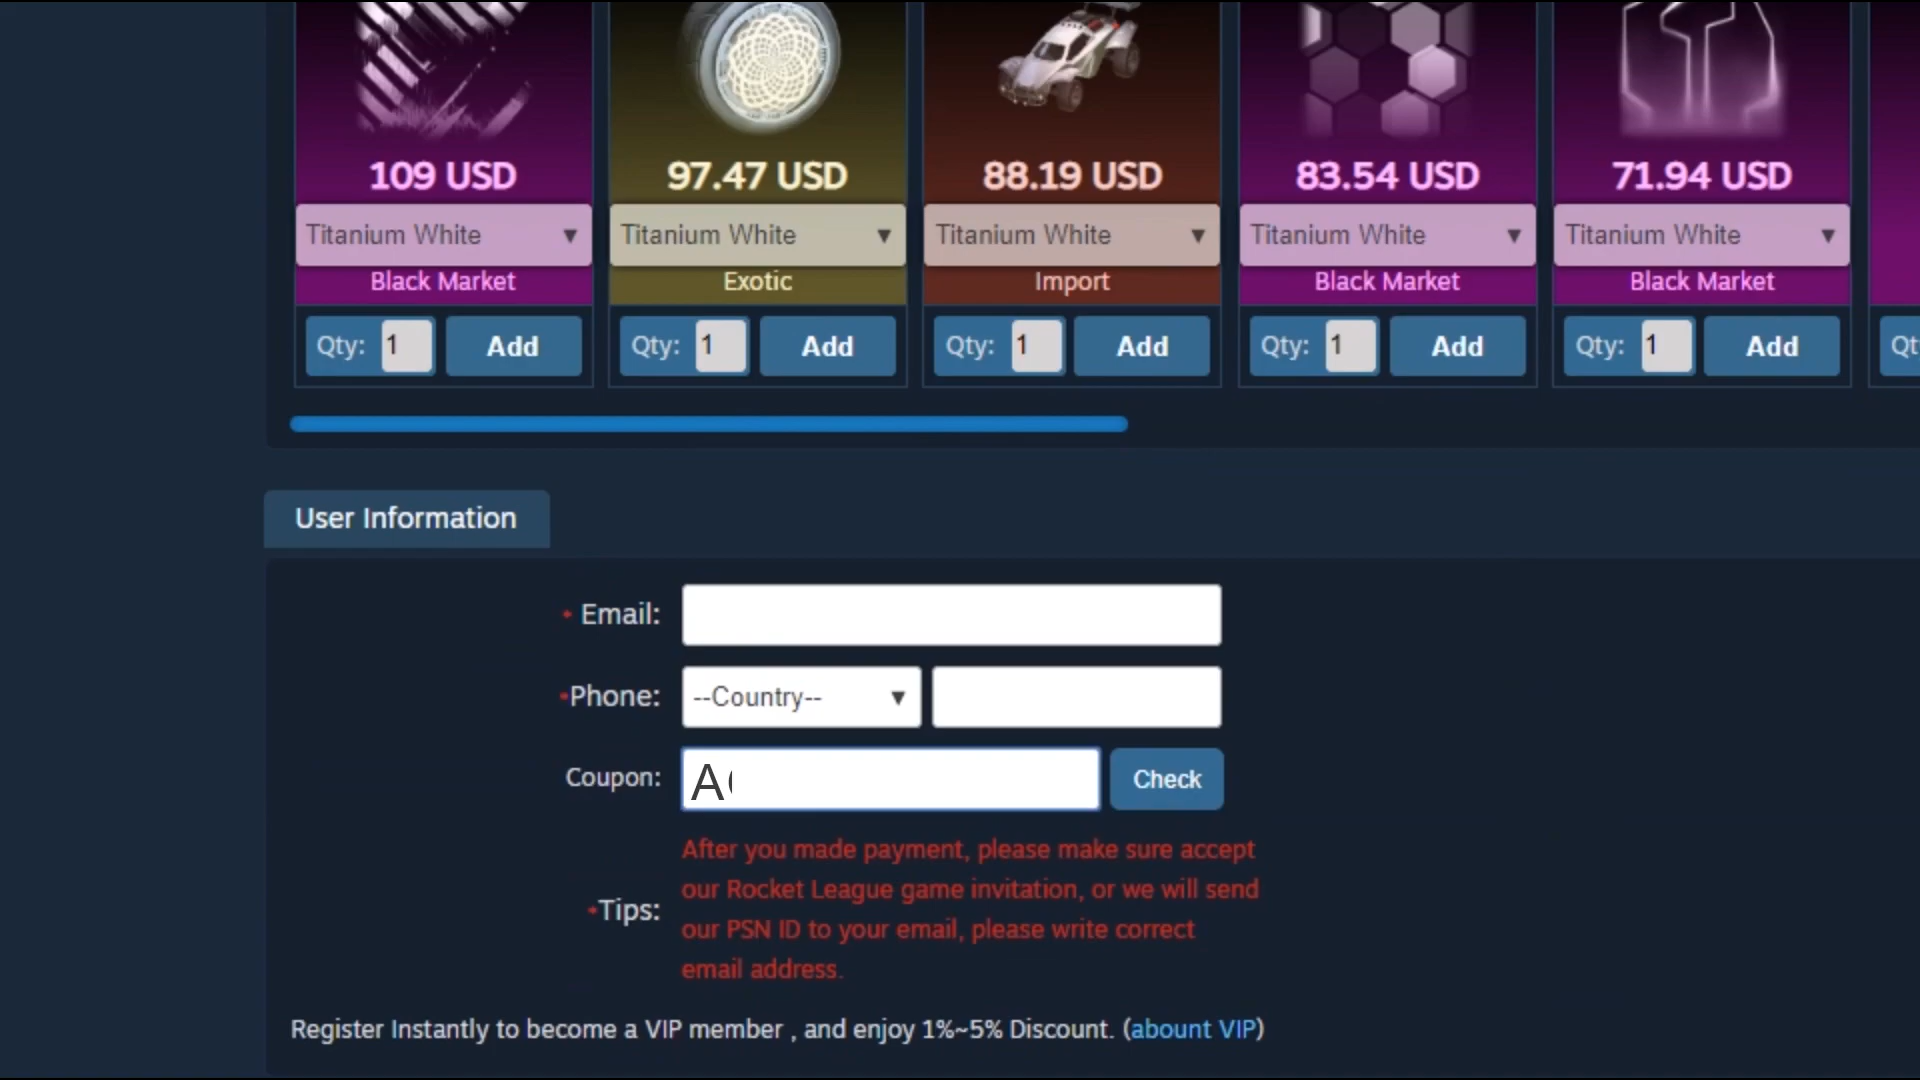 109 USD 97.47 USD 88.19 USD 83.54 USD 71.94 USD
Titanium White Titanium White Titanium White Titanium White Titanium White
Black Market Exotic Import Black Market Black Market
Qty: 1 Add Qty: 1 Add Qty: 1 Add Qty: 1 Add Qty: 1 Add
User Information
* Email:
*Phone: --Country--
Coupon: A Check
*Tips:
After you made payment, please make sure accept
our Rocket League game invitation, or we will send
our PSN ID to your email, please write correct
email address.
Register Instantly to become a VIP member , and enjoy 1%~5% Discount. (abount VIP)